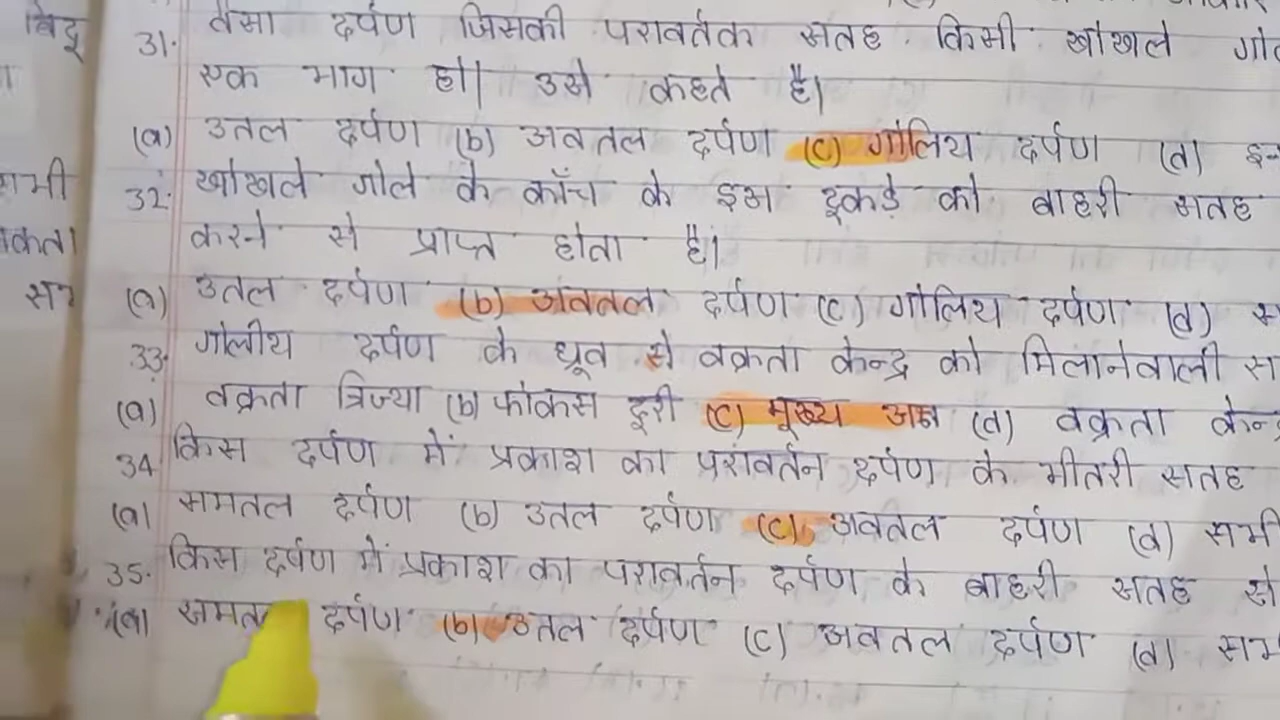 बिंदु
31. वैसा दर्पण जिसकी परावर्तक सतह किसी खोखले
एक भाग हो। उसे कहते है।
(a) उतल दर्पण (b) अवतल दर्पण (c) गोलिय दर्पण (d)
32. खोखले गोले के काँच के इस टूकड़े को बाहरी सतह
करने से प्राप्त होता है।
(a) उतल दर्पण (b) अवतल दर्पण (c) गोलिय दर्पण (d)
33. गोलीय दर्पण के ध्रूव से वक्रता केन्द्र को मिलानेवाली
(a) वक्रता त्रिज्या (b) फोकस दूरी (c) मूख्य अक्ष (d) वक्रता
34. किस दर्पण में प्रकाश का परावर्तन दर्पण के भीतरी सतह
(a) समतल दर्पण (b) उतल दर्पण (c) अवतल दर्पण (d) सभी
35. किस दर्पण में प्रकाश का परावर्तन दर्पण के बाहरी सतह से
(a) दर्पण (b) उतल दर्पण (c) अवतल दर्पण (d)